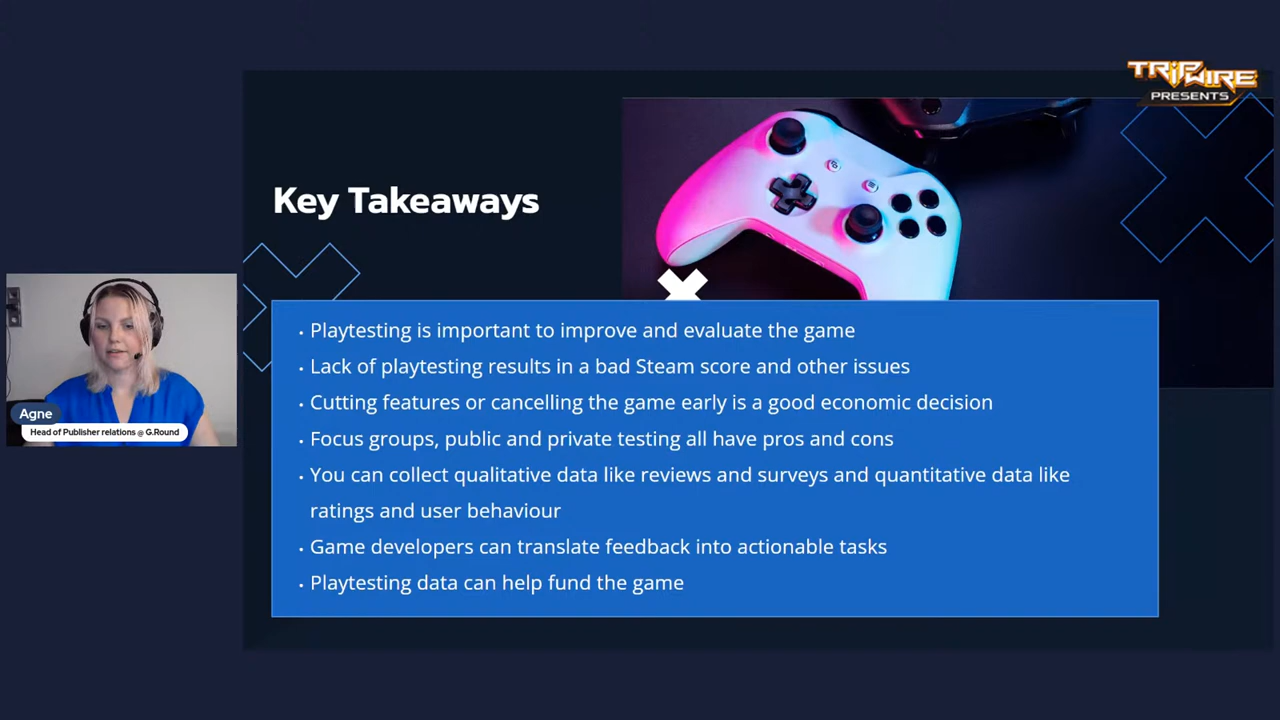 TRIPWIRE
PRESENTS
Key Takeaways
• Playtesting is important to improve and evaluate the game
• Lack of playtesting results in a bad Steam score and other issues
• Cutting features or cancelling the game early is a good economic decision
• Focus groups, public and private testing all have pros and cons
• You can collect qualitative data like reviews and surveys and quantitative data like
ratings and user behaviour
• Game developers can translate feedback into actionable tasks
• Playtesting data can help fund the game
Agne
Head of Publisher relations @ G.Round